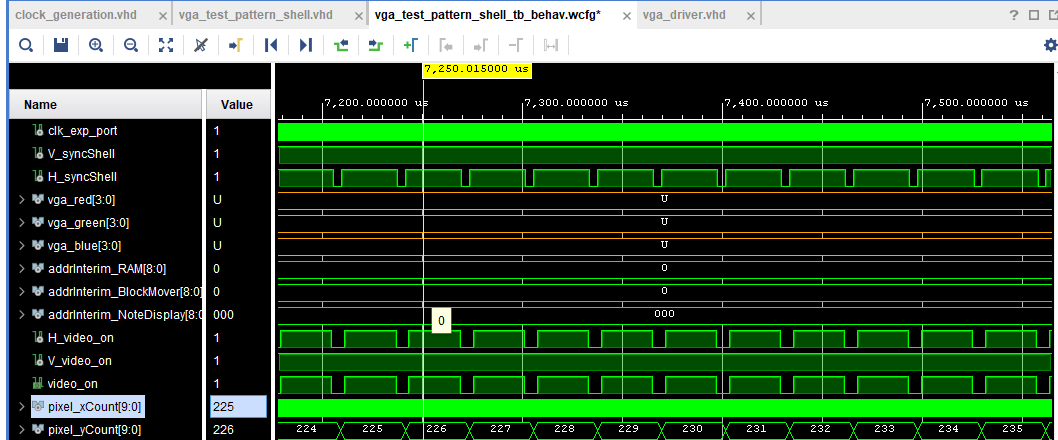 clock_generation.vhd × vga_test_pattern_shell.vhd × vga_test_pattern_shell_tb_behav.wcfg* × vga_driver.vhd ×
?
7,250.015000 us
Name Value
7,200.000000 us 7,300.000000 us 7,400.000000 us 7,500.000000 us
clk_exp_port 1
V_syncShell 1
H_syncShell 1
vga_red[3:0] U U
vga_green[3:0] U U
vga_blue[3:0] U U
addrInterim_RAM[8:0] 0 0
addrInterim_BlockMover[8:0] 0 0
addrInterim_NoteDisplay[8:0 000 000
0
H_video_on 1
V_video_on 1
video_on 1
pixel_xCount[9:0] 225
pixel_yCount[9:0] 226 224 225 226 227 228 229 230 231 232 233 234 235